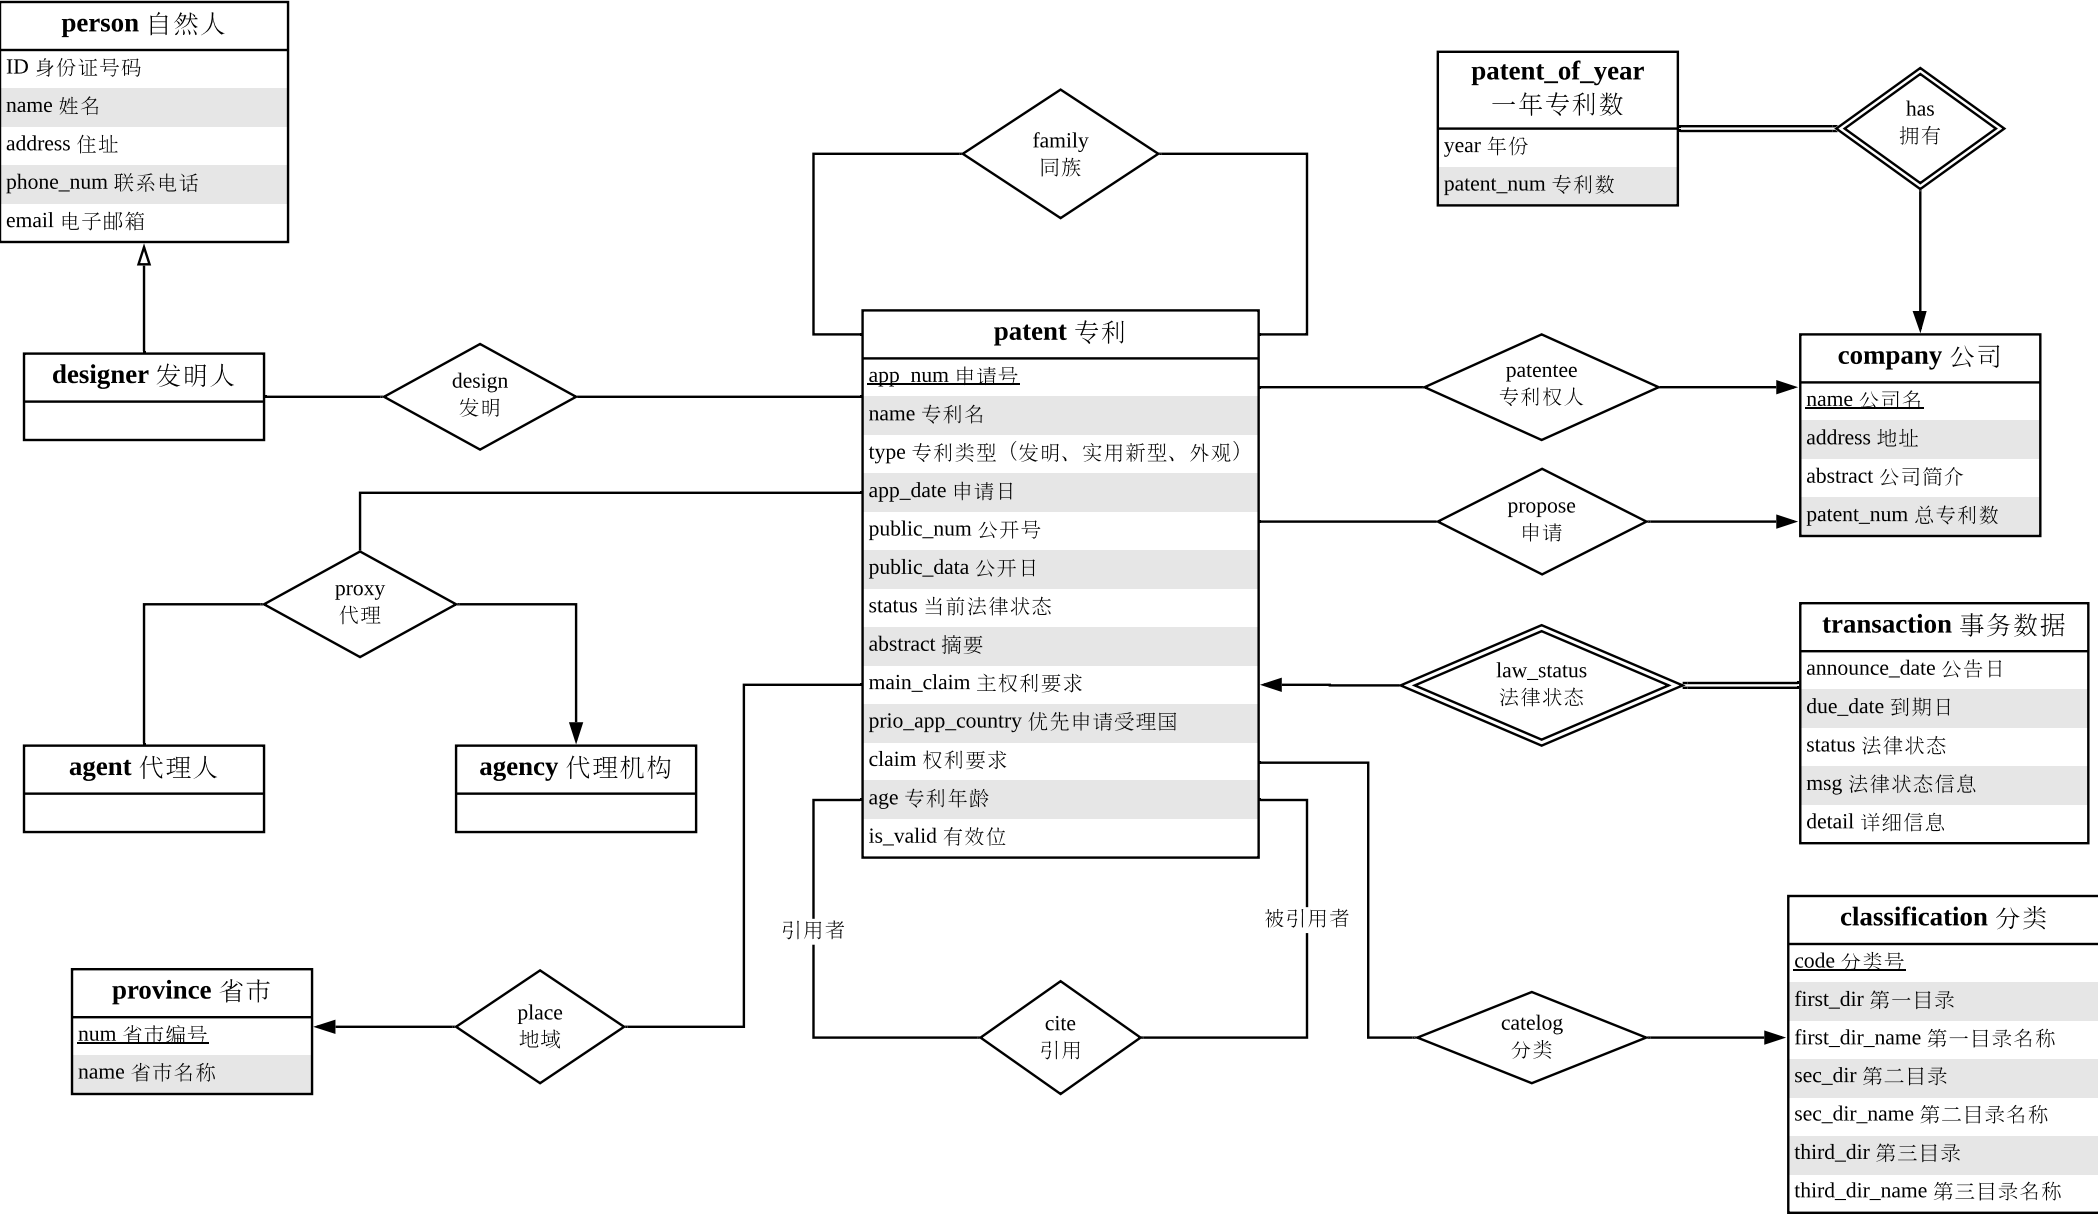 person 自然人
ID 身份证号码
name 姓名
address 住址
phone_num 联系电话
email 电子邮箱
family
同族
patent_of_year
一年专利数
year 年份
patent_num 专利数
has
拥有
designer 发明人
design
发明
patent 专利
app_num 申请号
name 专利名
type 专利类型（发明、实用新型、外观）
app_date 申请日
public_num 公开号
public_data 公开日
status 当前法律状态
abstract 摘要
main_claim 主权利要求
prio_app_country 优先申请受理国
claim 权利要求
age 专利年龄
is_valid 有效位
patentee
专利权人
company 公司
name 公司名
address 地址
abstract 公司简介
patent_num 总专利数
propose
申请
proxy
代理
agent 代理人
agency 代理机构
law_status
法律状态
transaction 事务数据
announce_date 公告日
due_date 到期日
status 法律状态
msg 法律状态信息
detail 详细信息
引用者
被引用者
province 省市
num 省市编号
name 省市名称
place
地域
cite
引用
catelog
分类
classification 分类
code 分类号
first_dir 第一目录
first_dir_name 第一目录名称
sec_dir 第二目录
sec_dir_name 第二目录名称
third_dir 第三目录
third_dir_name 第三目录名称